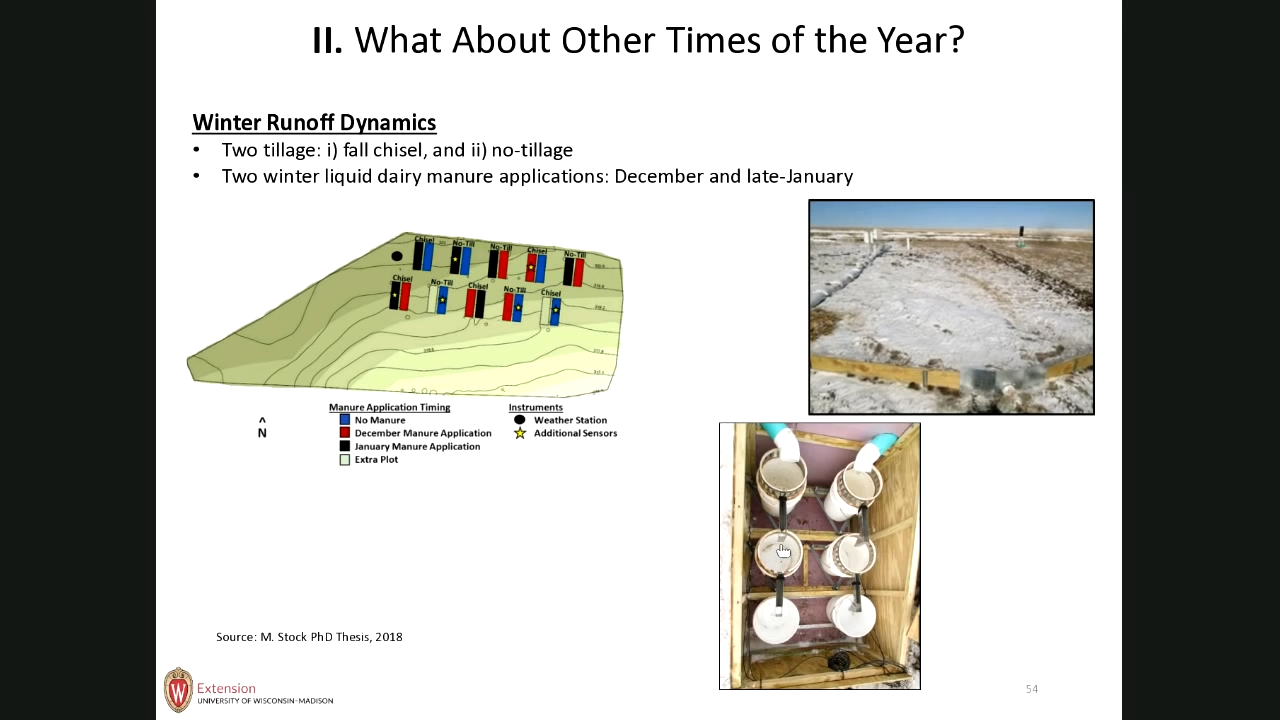 II. What About Other Times of the Year?
Winter Runoff Dynamics
• Two tillage: i) fall chisel, and ii) no-tillage
• Two winter liquid dairy manure applications: December and late-January
Chisel No-Till No-Till Chisel No-Till
Chisel No-Till Chisel No-Till Chisel
Manure Application Timing
No Manure
December Manure Application
January Manure Application
Extra Plot
Instruments
Weather Station
Additional Sensors
^
N
Source: M. Stock PhD Thesis, 2018
W
Extension
UNIVERSITY OF WISCONSIN-MADISON
54